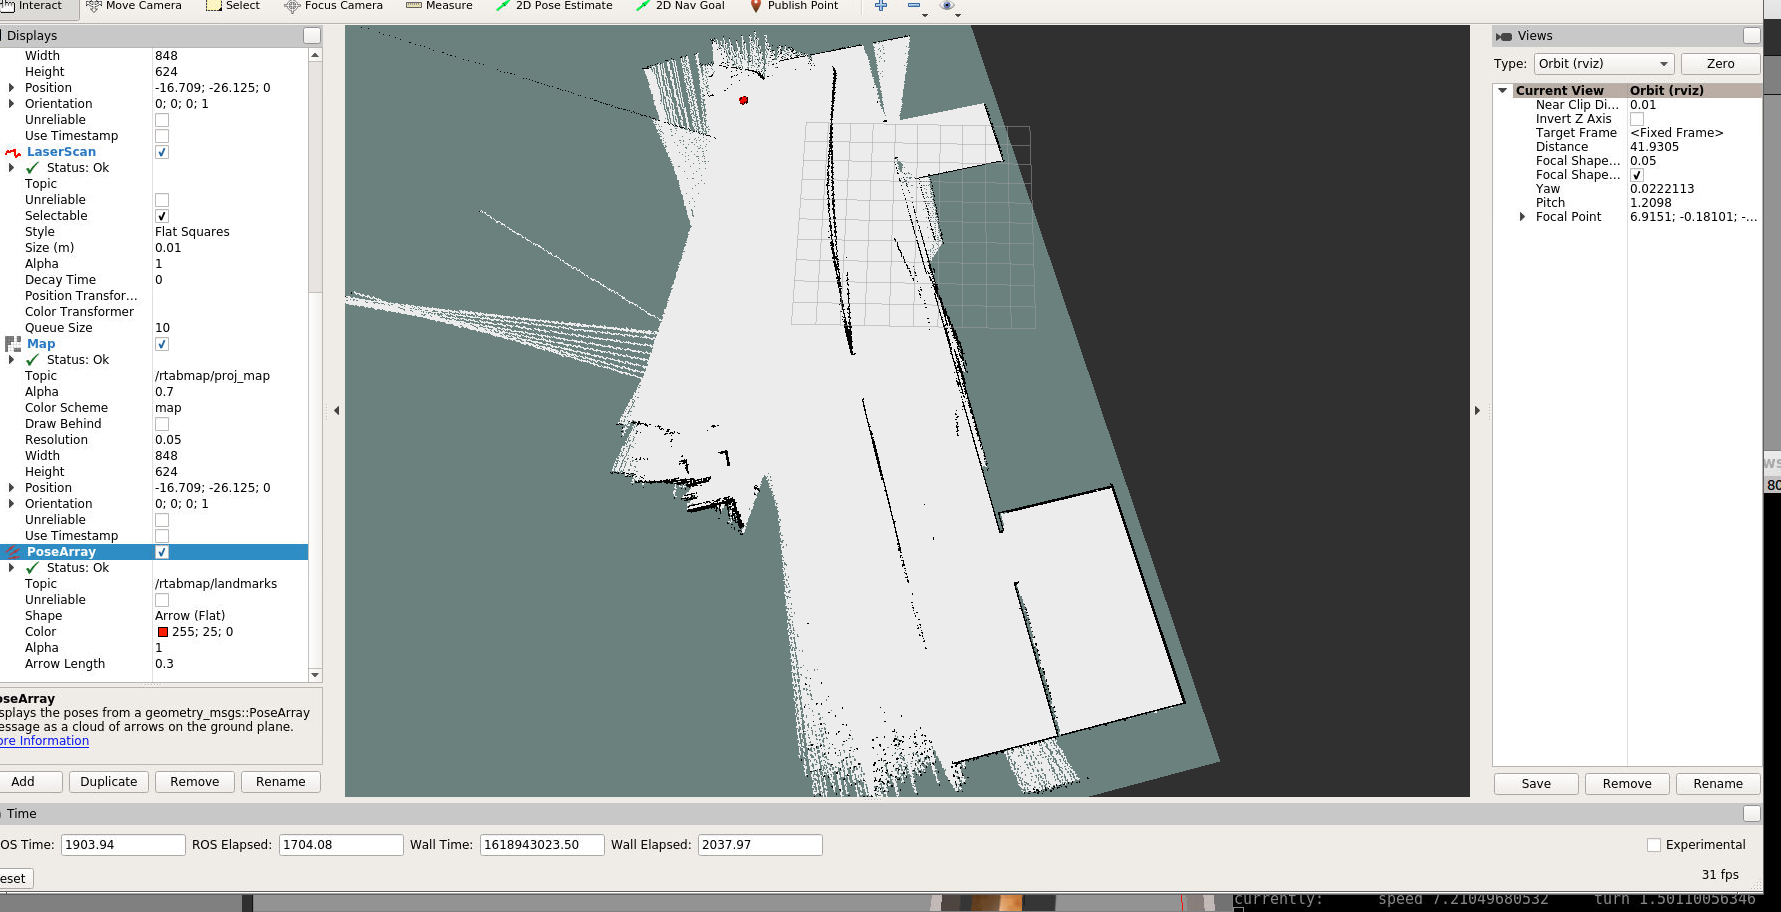 Interact Move Camera Select Focus Camera Measure 2D Pose Estimate 2D Nav Goal Publish Point
Displays
Width 848
Height 624
Position -16.709; -26.125; 0
Orientation 0; 0; 0; 1
Unreliable
Use Timestamp
LaserScan
Status: Ok
Topic
Unreliable
Selectable
Style Flat Squares
Size (m) 0.01
Alpha 1
Decay Time 0
Position Transfor...
Color Transformer
Queue Size 10
Map
Status: Ok
Topic /rtabmap/proj_map
Alpha 0.7
Color Scheme map
Draw Behind
Resolution 0.05
Width 848
Height 624
Position -16.709; -26.125; 0
Orientation 0; 0; 0; 1
Unreliable
Use Timestamp
PoseArray
Status: Ok
Topic /rtabmap/landmarks
Unreliable
Shape Arrow (Flat)
Color 255; 25; 0
Alpha 1
Arrow Length 0.3
oseArray
splays the poses from a geometry_msgs::PoseArray
essage as a cloud of arrows on the ground plane.
ore Information
Add Duplicate Remove Rename
Views
Type: Orbit (rviz) Zero
Current View Orbit (rviz)
Near Clip Di... 0.01
Invert Z Axis
Target Frame <Fixed Frame>
Distance 41.9305
Focal Shape... 0.05
Focal Shape...
Yaw 0.0222113
Pitch 1.2098
Focal Point 6.9151; -0.18101; -...
Save Remove Rename
ws
80
Time
OS Time: 1903.94 ROS Elapsed: 1704.08 Wall Time: 1618943023.50 Wall Elapsed: 2037.97 Experimental
eset 31 fps
currently: speed 7.21049680532 turn 1.50110056346